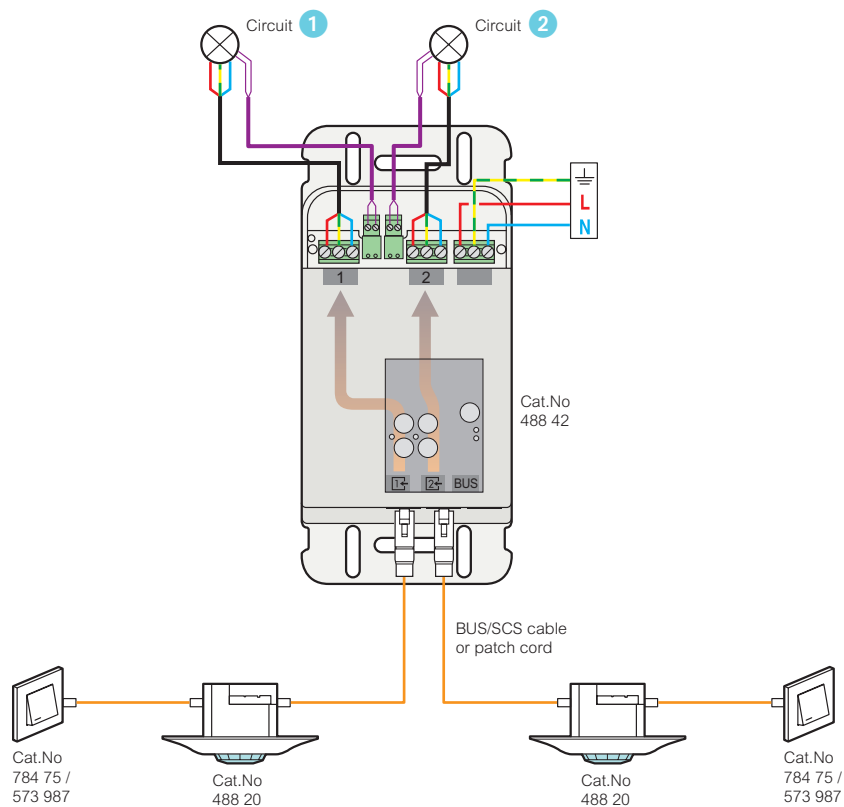 Circuit 1
Circuit 2
L
N
1
2
Cat.No
488 42
1
2
BUS
BUS/SCS cable
or patch cord
Cat.No
784 75 /
573 987
Cat.No
488 20
Cat.No
488 20
Cat.No
784 75 /
573 987